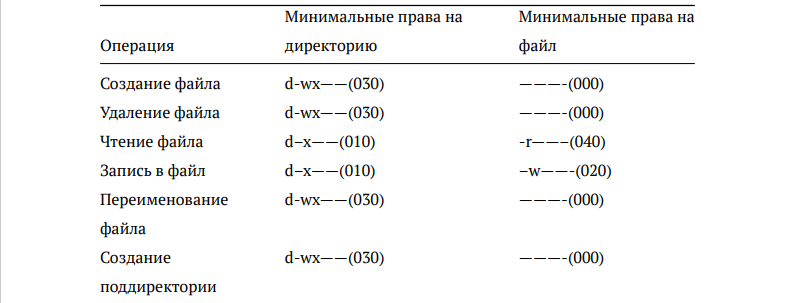 Минимальные права на Минимальные права на
Операция директорию файл
Создание файла d-wx——(030) ———-(000)
Удаление файла d-wx——(030) ———-(000)
Чтение файла d–x——(010) -r——–(040)
Запись в файл d–x——(010) –w——-(020)
Переименование d-wx——(030) ———-(000)
файла
Создание d-wx——(030) ———-(000)
поддиректории